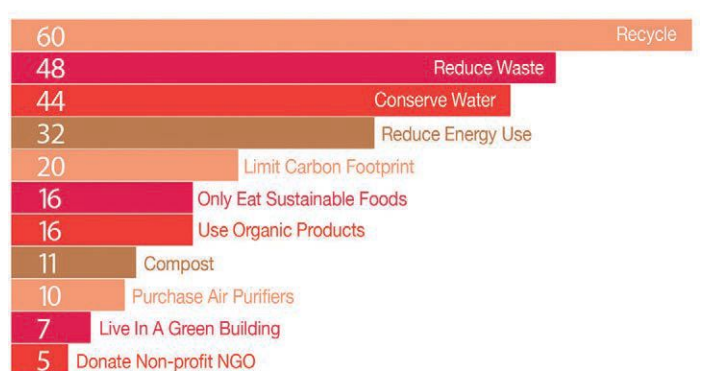 60 Recycle
48 Reduce Waste
44 Conserve Water
32 Reduce Energy Use
20 Limit Carbon Footprint
16 Only Eat Sustainable Foods
16 Use Organic Products
11 Compost
10 Purchase Air Purifiers
7 Live In A Green Building
5 Donate Non-profit NGO